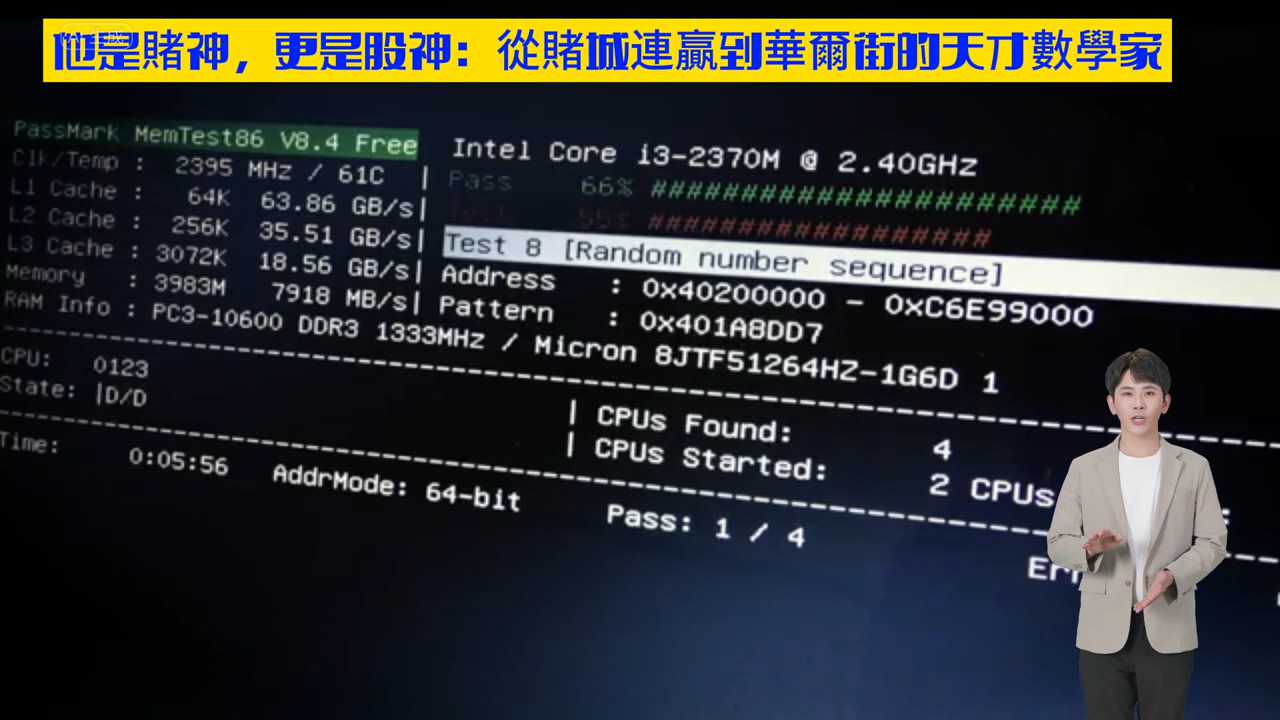 AI生成
他是賭神，更是股神：從賭城連贏到華爾街的天才數學家
PassMark MemTest86 V8.4 Free
Intel Core i3-2370M @ 2.40GHz
Clk/Temp : 2395 MHz / 61C |
Pass 66% ######################
L1 Cache : 64K 63.86 GB/s|
Test 55% ##################
L2 Cache : 256K 35.51 GB/s|
Test 8 [Random number sequence]
L3 Cache : 3072K 18.56 GB/s|
Address : 0x40200000 - 0xC6E99000
Memory : 3983M 7918 MB/s|
Pattern : 0x401A8DD7
RAM Info : PC3-10600 DDR3 1333MHz / Micron 8JTF51264HZ-1G6D 1
CPU: 0123
| CPUs Found: 4
State: |D/D
| CPUs Started: 2 CPUs
Time: 0:05:56 AddrMode: 64-bit Pass: 1 / 4